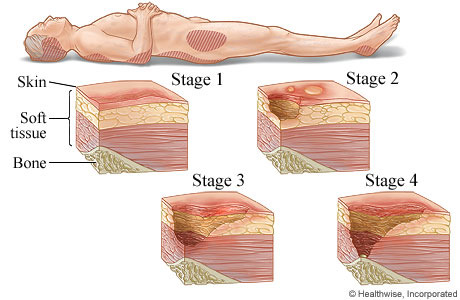 Skin
Stage 1
Stage 2
Soft
tissue
Bone
Stage 3
Stage 4
© Healthwise, Incorporated